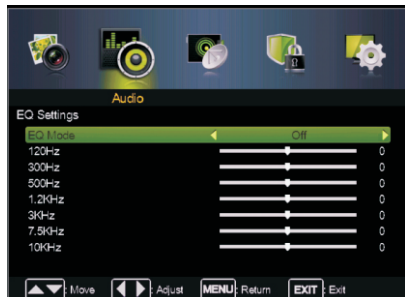 Audio
EQ Settings
EQ Mode Off
120Hz 0
300Hz 0
500Hz 0
1.2KHz 0
3KHz 0
7.5KHz 0
10KHz 0
: Move : Adjust MENU: Return EXIT: Exit